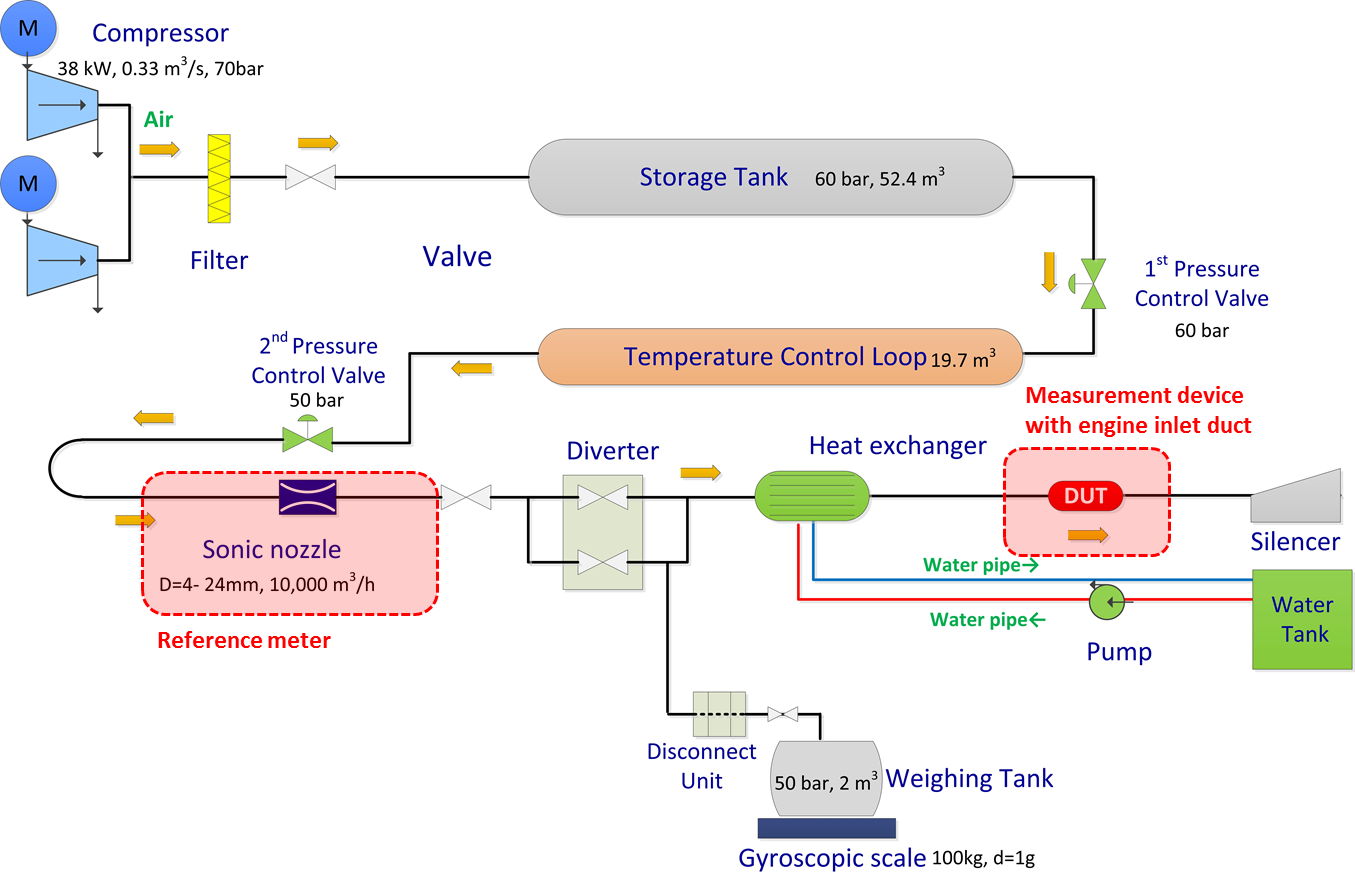 M
Compressor
38 kW, 0.33 m³/s, 70bar
Air
M
Filter
Valve
Storage Tank 60 bar, 52.4 m³
1st Pressure
Control Valve
60 bar
Temperature Control Loop 19.7 m³
2nd Pressure
Control Valve
50 bar
Sonic nozzle
D=4- 24mm, 10,000 m³/h
Reference meter
Diverter
Heat exchanger
Measurement device
with engine inlet duct
DUT
Silencer
Water pipe→
Water pipe←
Pump
Water
Tank
Disconnect
Unit
50 bar, 2 m³
Weighing Tank
Gyroscopic scale 100kg, d=1g